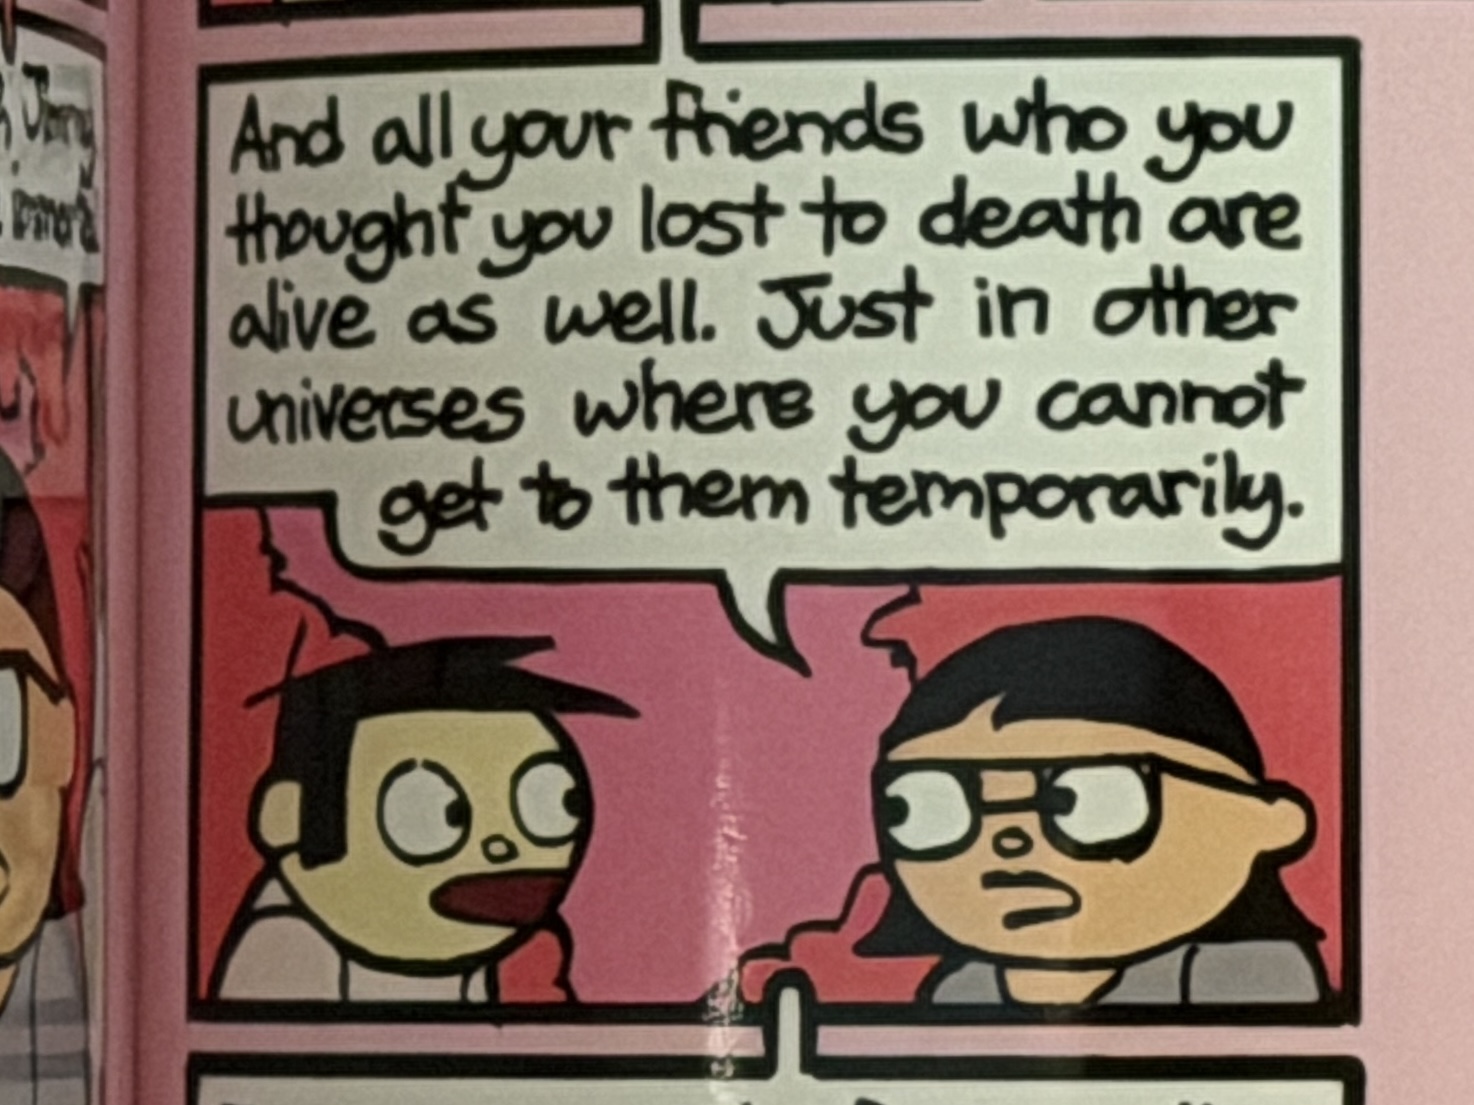 And all your friends who you
thought you lost to death are
alive as well. Just in other
universes where you cannot
get to them temporarily.